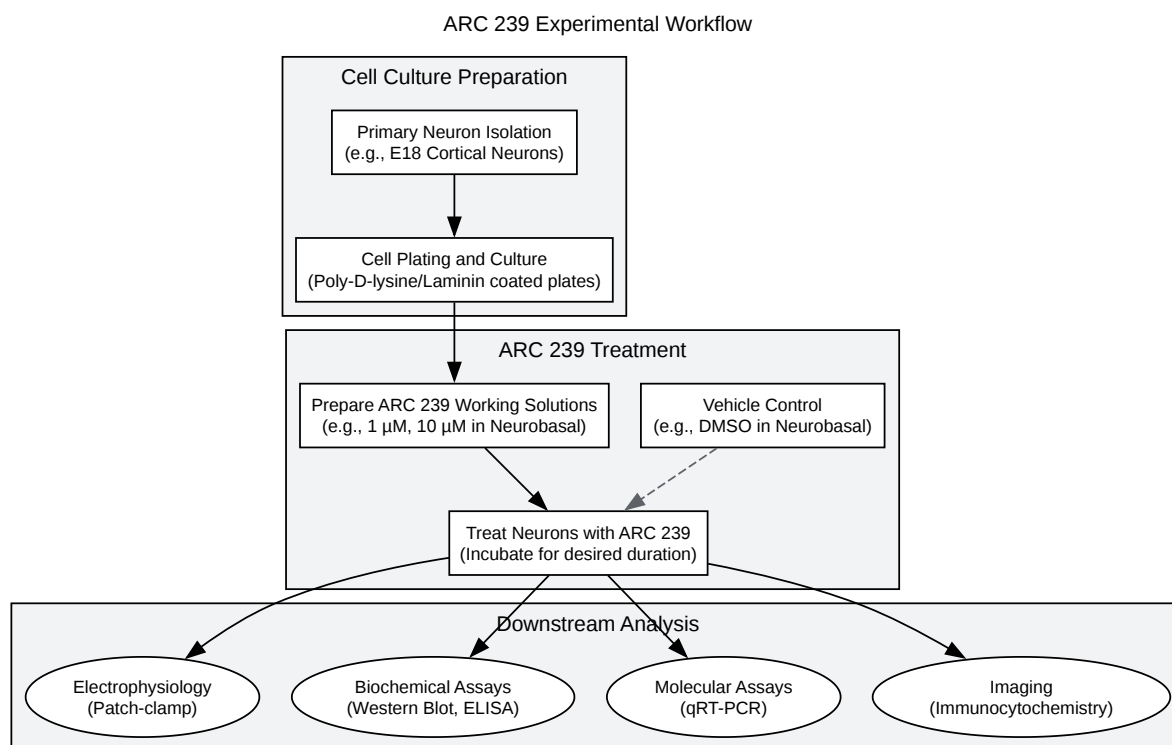 ARC 239 Experimental Workflow
Cell Culture Preparation
Primary Neuron Isolation
(e.g., E18 Cortical Neurons)
Cell Plating and Culture
(Poly-D-lysine/Laminin coated plates)
ARC 239 Treatment
Prepare ARC 239 Working Solutions
(e.g., 1 µM, 10 µM in Neurobasal)
Vehicle Control
(e.g., DMSO in Neurobasal)
Treat Neurons with ARC 239
(Incubate for desired duration)
Downstream Analysis
Electrophysiology
(Patch-clamp)
Biochemical Assays
(Western Blot, ELISA)
Molecular Assays
(qRT-PCR)
Imaging
(Immunocytochemistry)